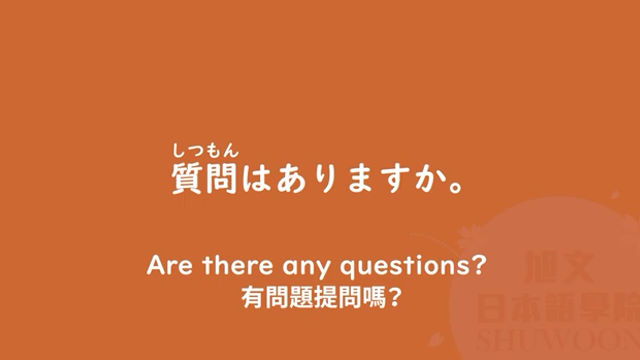 しつもん
質問はありますか。
Are there any questions?
有問題提問嗎？
旭文
日本語學院
SHUWOON